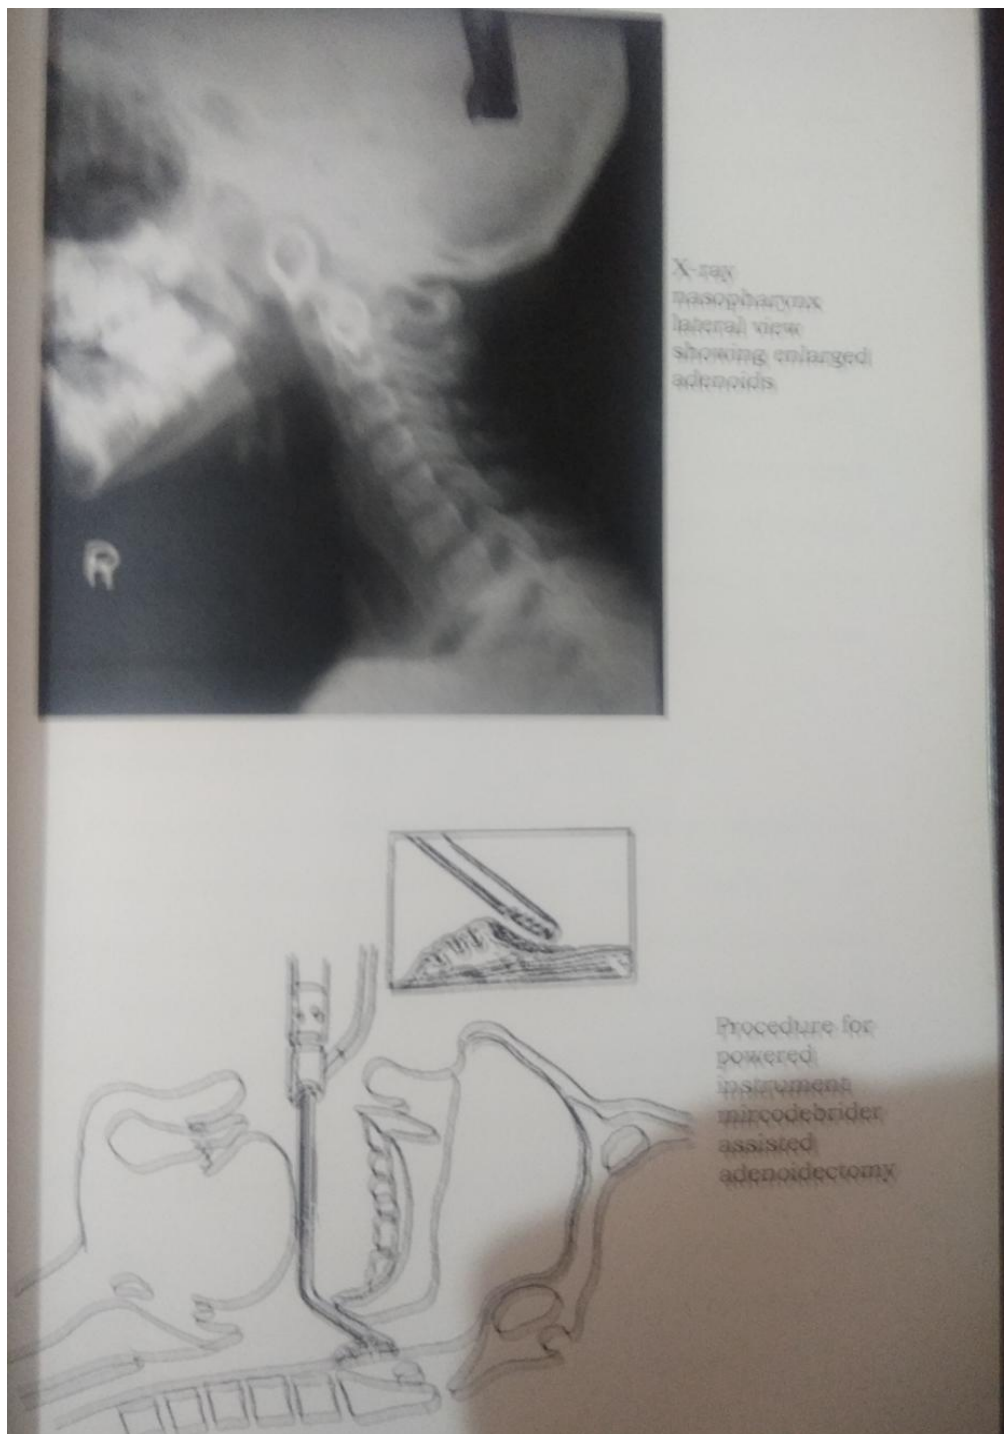 X-ray
nasopharynx
lateral view
showing enlarged
adenoids
R
Procedure for
powered
instrument
mircodebrider
assisted
adenoidectomy